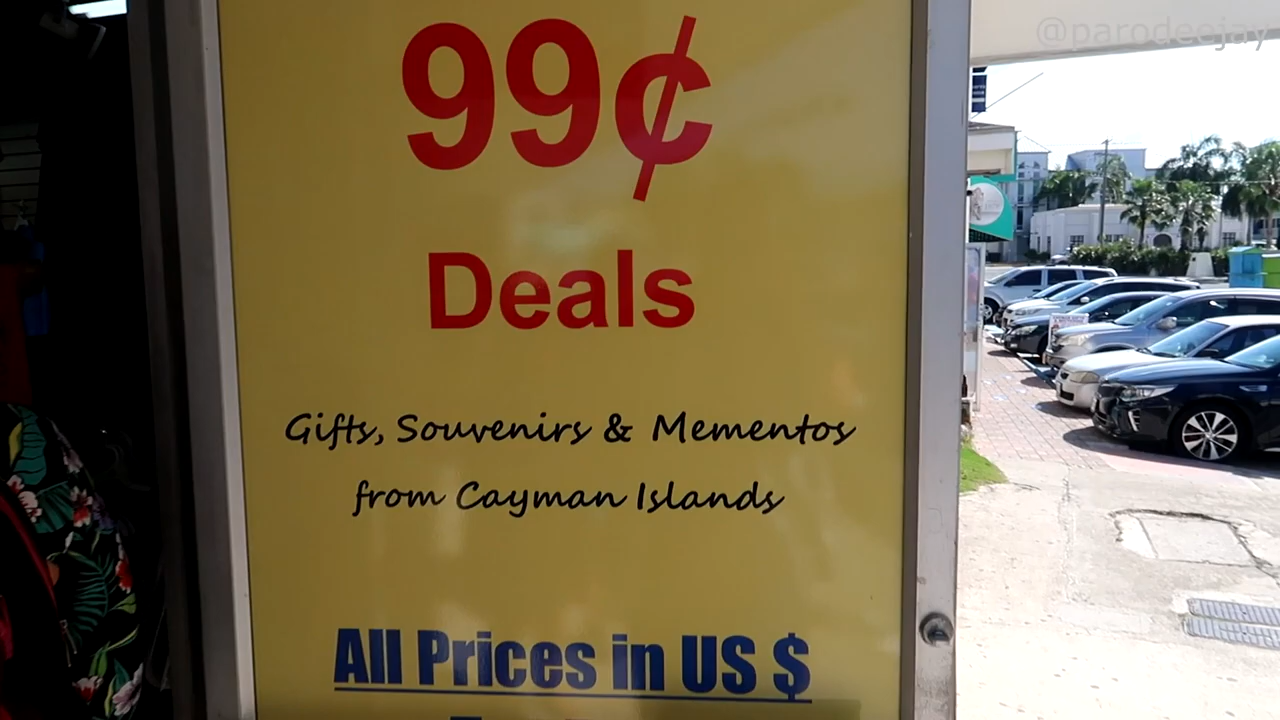 @parodeejay
99¢
Deals
Gifts, Souvenirs & Mementos
from Cayman Islands
All Prices in US $